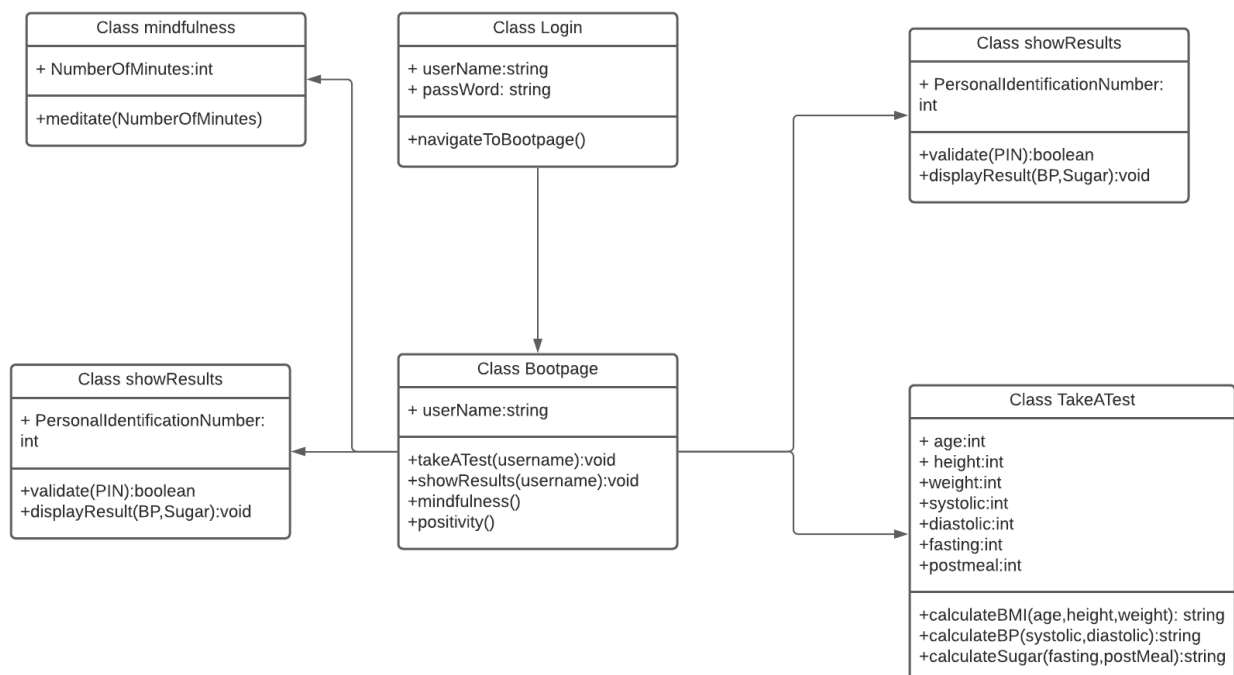 Class mindfulness
+ NumberOfMinutes:int
+meditate(NumberOfMinutes)
Class Login
+ userName:string
+ passWord: string
+navigateToBootpage()
Class showResults
+ PersonalIdentificationNumber:
int
+validate(PIN):boolean
+displayResult(BP,Sugar):void
Class showResults
+ PersonalIdentificationNumber:
int
+validate(PIN):boolean
+displayResult(BP,Sugar):void
Class Bootpage
+ userName:string
+takeATest(username):void
+showResults(username):void
+mindfulness()
+positivity()
Class TakeATest
+ age:int
+ height:int
+weight:int
+systolic:int
+diastolic:int
+fasting:int
+postmeal:int
+calculateBMI(age,height,weight): string
+calculateBP(systolic,diastolic):string
+calculateSugar(fasting,postMeal):string